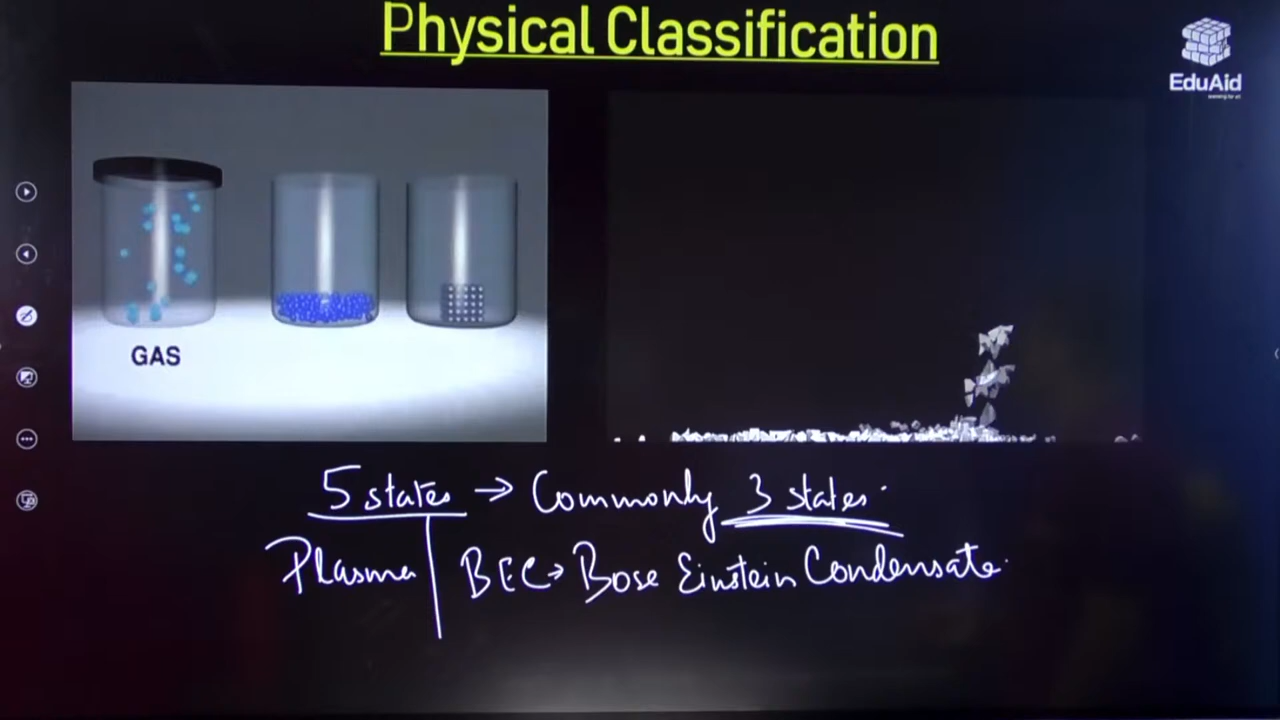 Physical Classification
EduAid
GAS
5 states → Commonly 3 states.
Plasma | BEC → Bose Einstein Condensate.